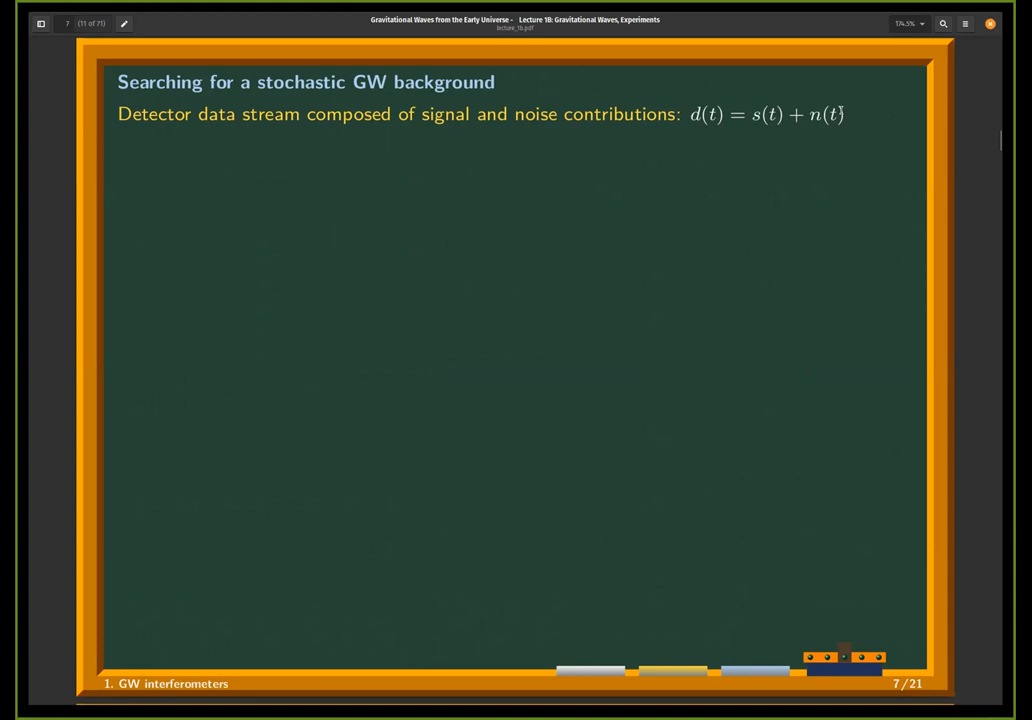 7 (11 of 71)
Gravitational Waves from the Early Universe - Lecture 1B: Gravitational Waves, Experiments
lecture_1b.pdf
174.5%
Searching for a stochastic GW background
Detector data stream composed of signal and noise contributions: d(t) = s(t) + n(t)
1. GW interferometers
7/21